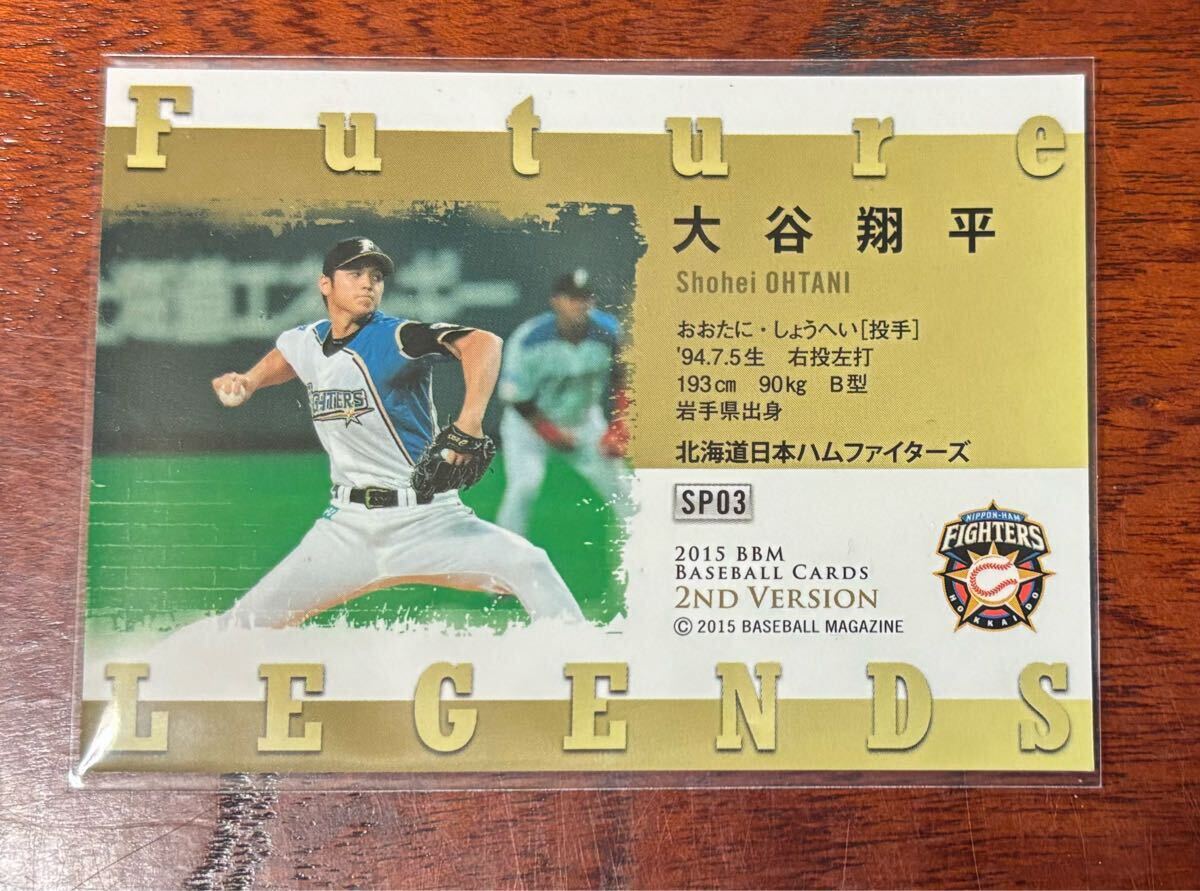 Future
大谷翔平
Shohei OHTANI
おおたに・しょうへい[投手]
'94.7.5生 右投左打
193㎝ 90㎏ B型
岩手県出身
北海道日本ハムファイターズ
SP03
2015 BBM
BASEBALL CARDS
2ND VERSION
© 2015 BASEBALL MAGAZINE
NIPPON-HAM
FIGHTERS
HOKKAIDO
FIGHTERS
LEGENDS